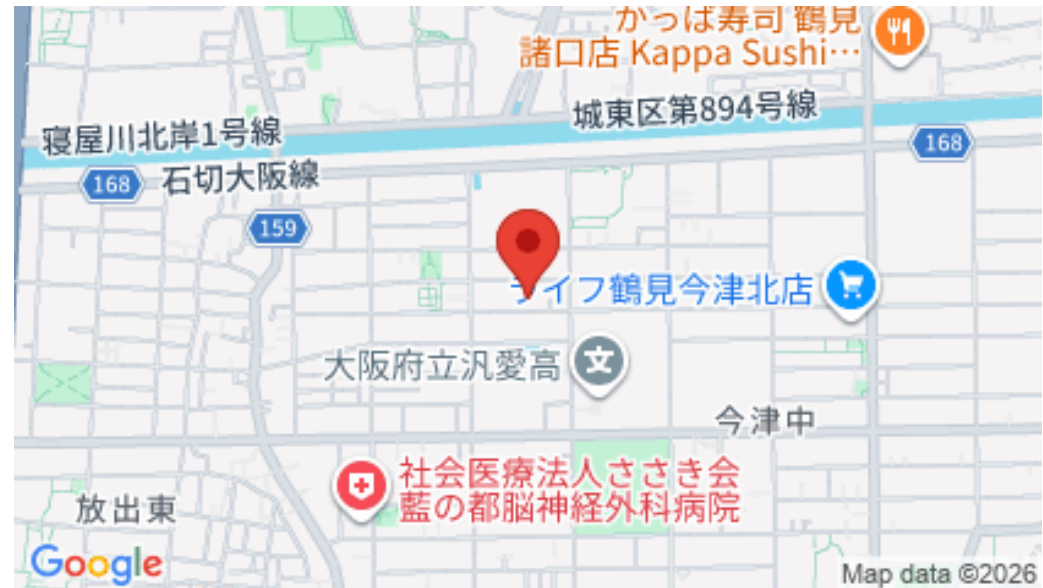 かっぱ寿司 鶴見
諸口店 Kappa Sushi…
城東区第894号線
寝屋川北岸1号線
168
168
石切大阪線
159
ライフ鶴見今津北店
大阪府立汎愛高
文
今津中
社会医療法人ささき会
藍の都脳神経外科病院
放出東
Google
Map data ©2026